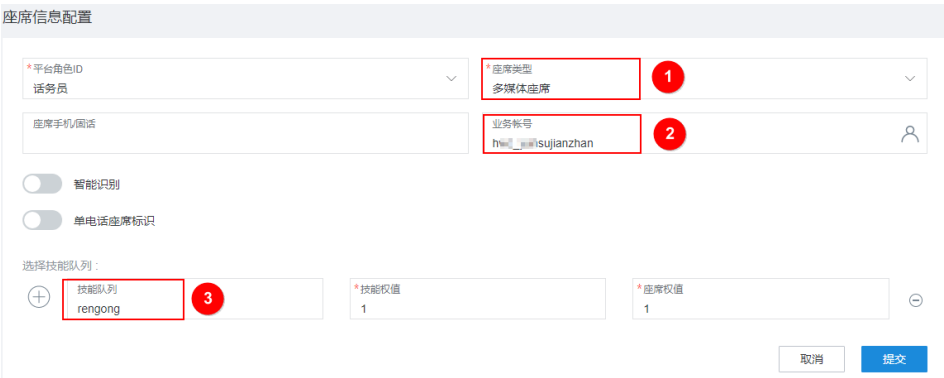 座席信息配置
*平台角色ID
话务员
*座席类型
多媒体座席
1
座席手机/固话
业务帐号
sujianzhan
2
智能识别
单电话座席标识
选择技能队列 :
技能队列
rengong
3
*技能权值
1
*座席权值
1
取消
提交